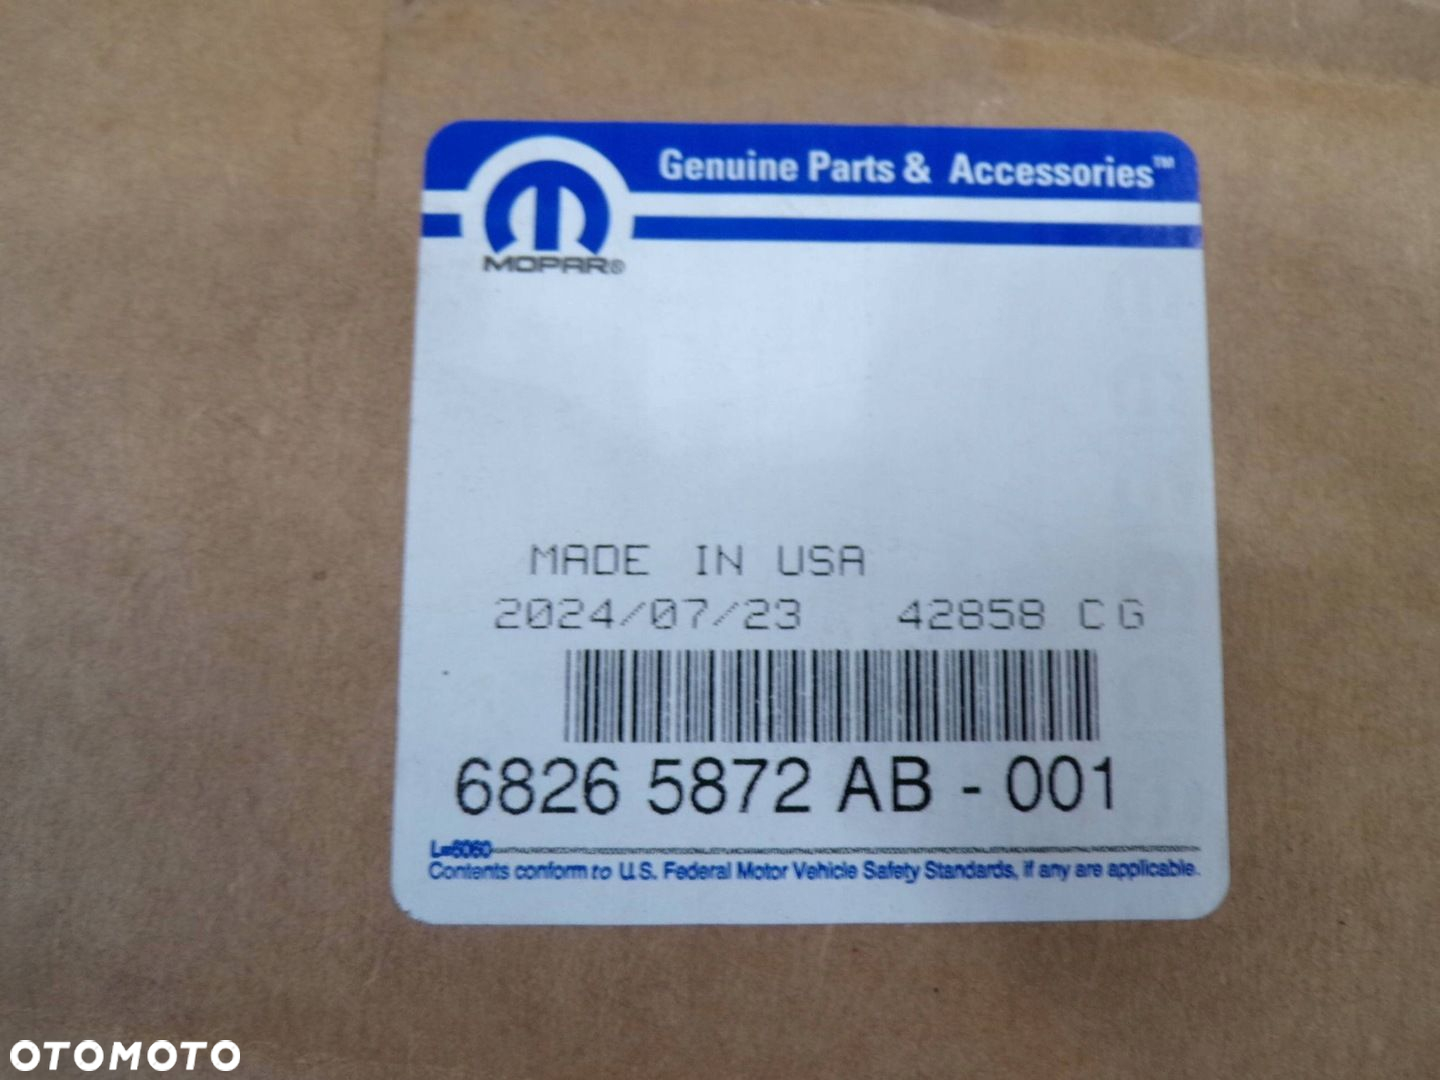 Genuine Parts & Accessories™
MOPAR®
MADE IN USA
2024/07/23 42858 CG
6826 5872 AB - 001
L-6060
Contents conform to U.S. Federal Motor Vehicle Safety Standards, if any are applicable.
OTOMOTO